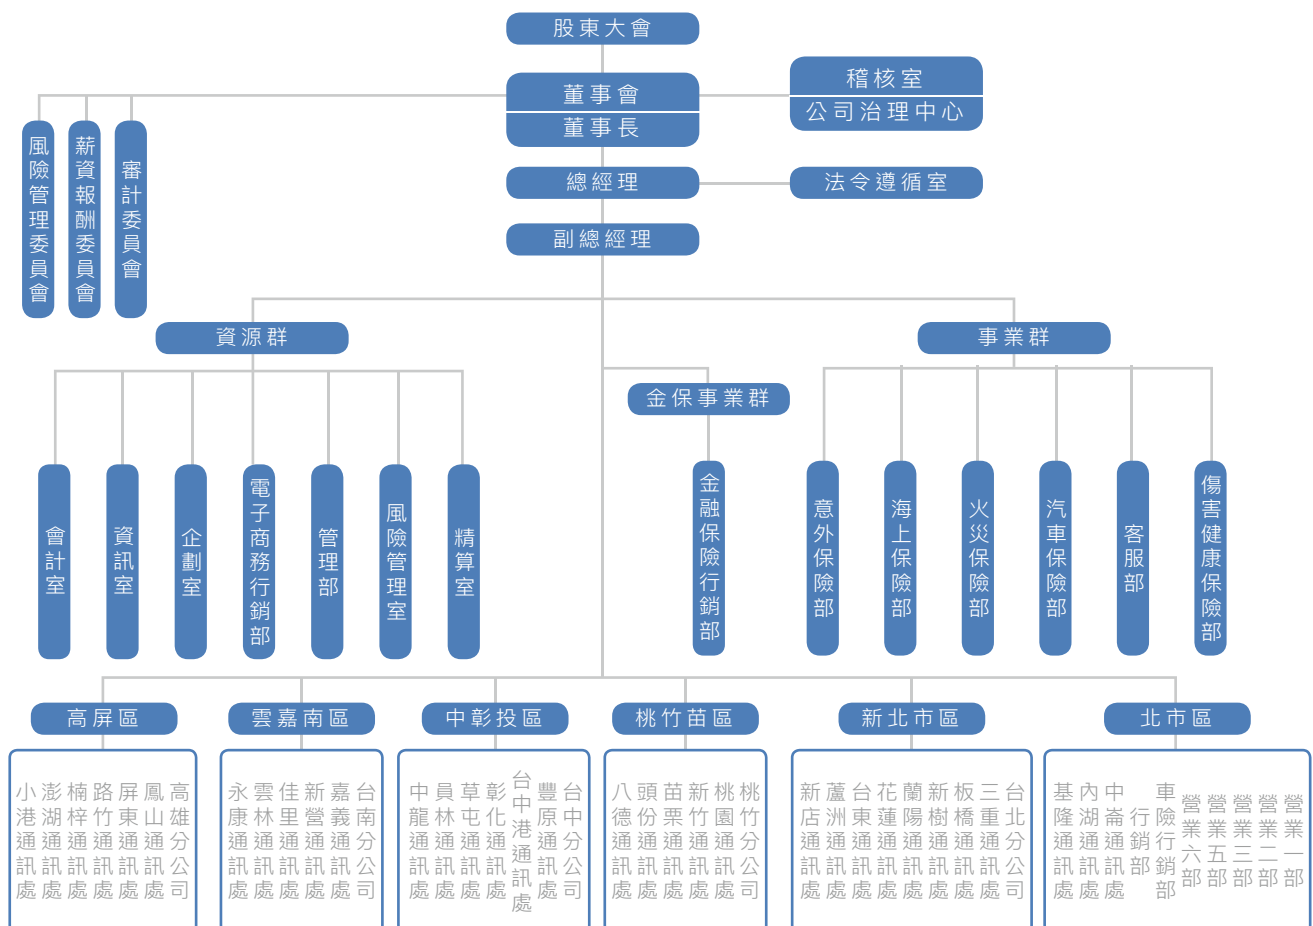 股東大會
董事會
董事長
稽核室
公司治理中心
風險管理委員會
薪資報酬委員會
審計委員會
總經理
法令遵循室
副總經理
資源群
事業群
金保事業群
會計室
資訊室
企劃室
電子商務行銷部
管理部
風險管理室
精算室
金融保險行銷部
意外保險部
海上保險部
火災保險部
汽車保險部
客服部
傷害健康保險部
高屏區
雲嘉南區
中彰投區
桃竹苗區
新北市區
北市區
小港通訊處
澎湖通訊處
楠梓通訊處
路竹通訊處
屏東通訊處
鳳山通訊處
高雄分公司
永康通訊處
雲林通訊處
佳里通訊處
新營通訊處
嘉義通訊處
台南分公司
中龍通訊處
員林通訊處
草屯通訊處
彰化通訊處
台中港通訊處
豐原通訊處
台中分公司
八德通訊處
頭份通訊處
苗栗通訊處
新竹通訊處
桃園通訊處
桃竹分公司
新店通訊處
蘆洲通訊處
台東通訊處
花蓮通訊處
蘭陽通訊處
新樹通訊處
板橋通訊處
三重通訊處
台北分公司
基隆通訊處
內湖通訊處
中崙通訊處
行銷部
車險行銷部
營業六部
營業五部
營業三部
營業二部
營業一部